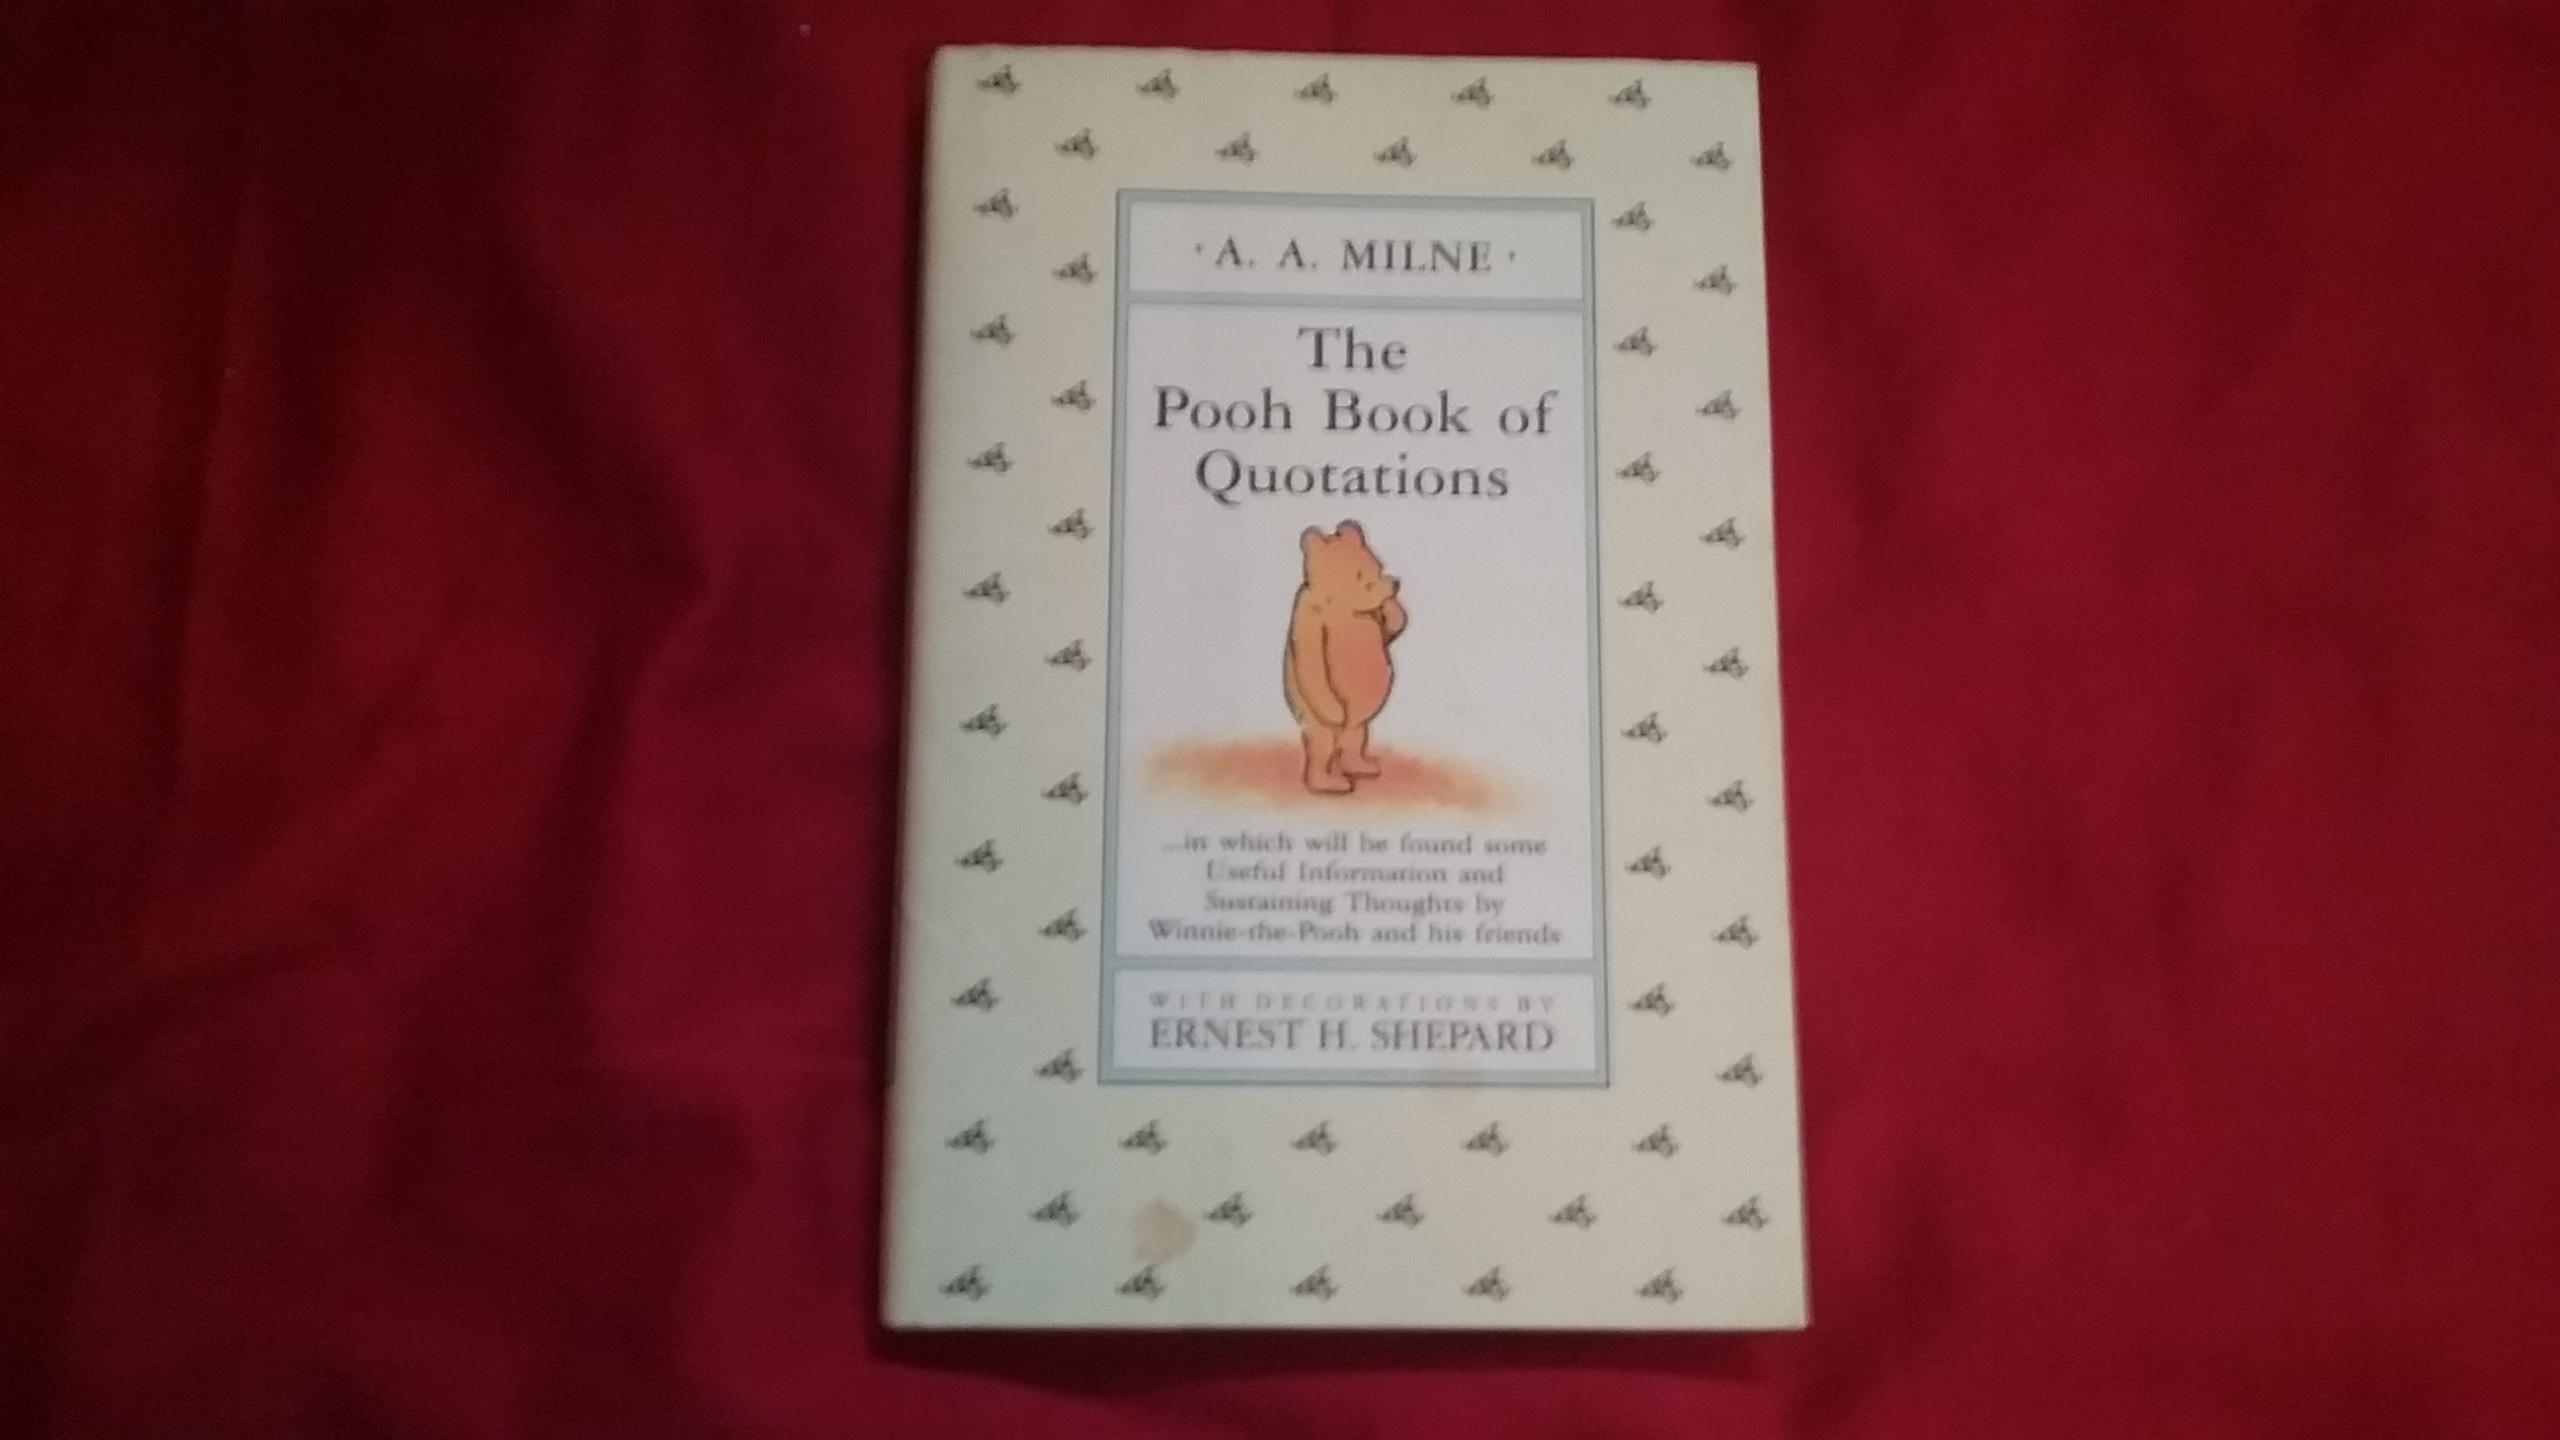 · A. A. MILNE ·
The
Pooh Book of
Quotations
...in which will be found some
Useful Information and
Sustaining Thoughts by
Winnie-the-Pooh and his friends
WITH DECORATIONS BY
ERNEST H. SHEPARD